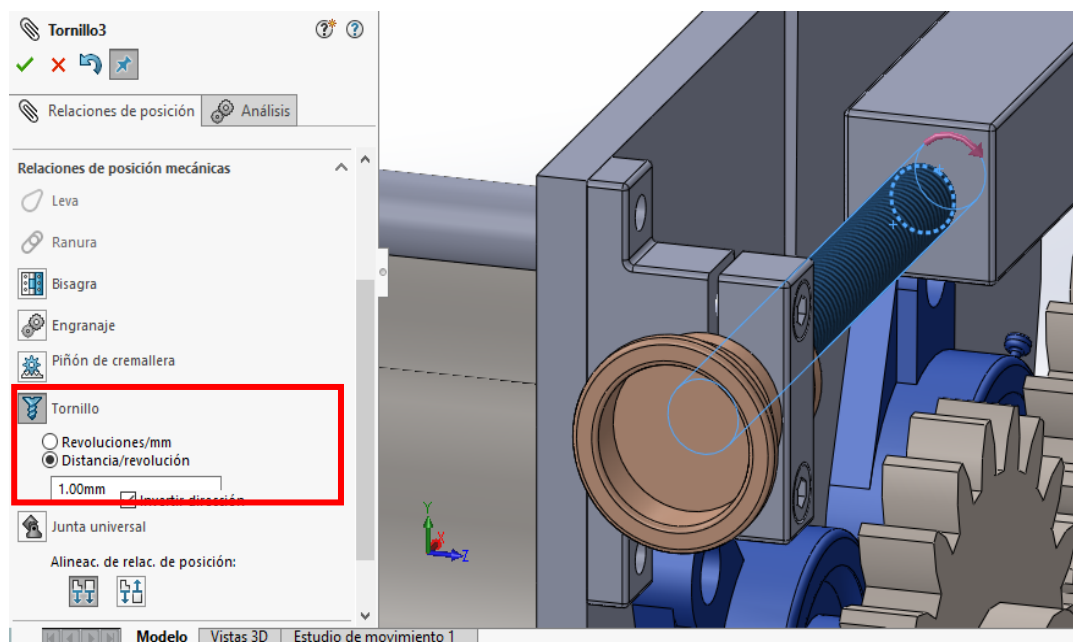 Tornillo3
Relaciones de posición
Análisis
Relaciones de posición mecánicas
Leva
Ranura
Bisagra
Engranaje
Piñón de cremallera
Tornillo
Revoluciones/mm
Distancia/revolución
1.00mm
Invertir dirección
Junta universal
Alineac. de relac. de posición:
Y
X
Z
Modelo
Vistas 3D
Estudio de movimiento 1